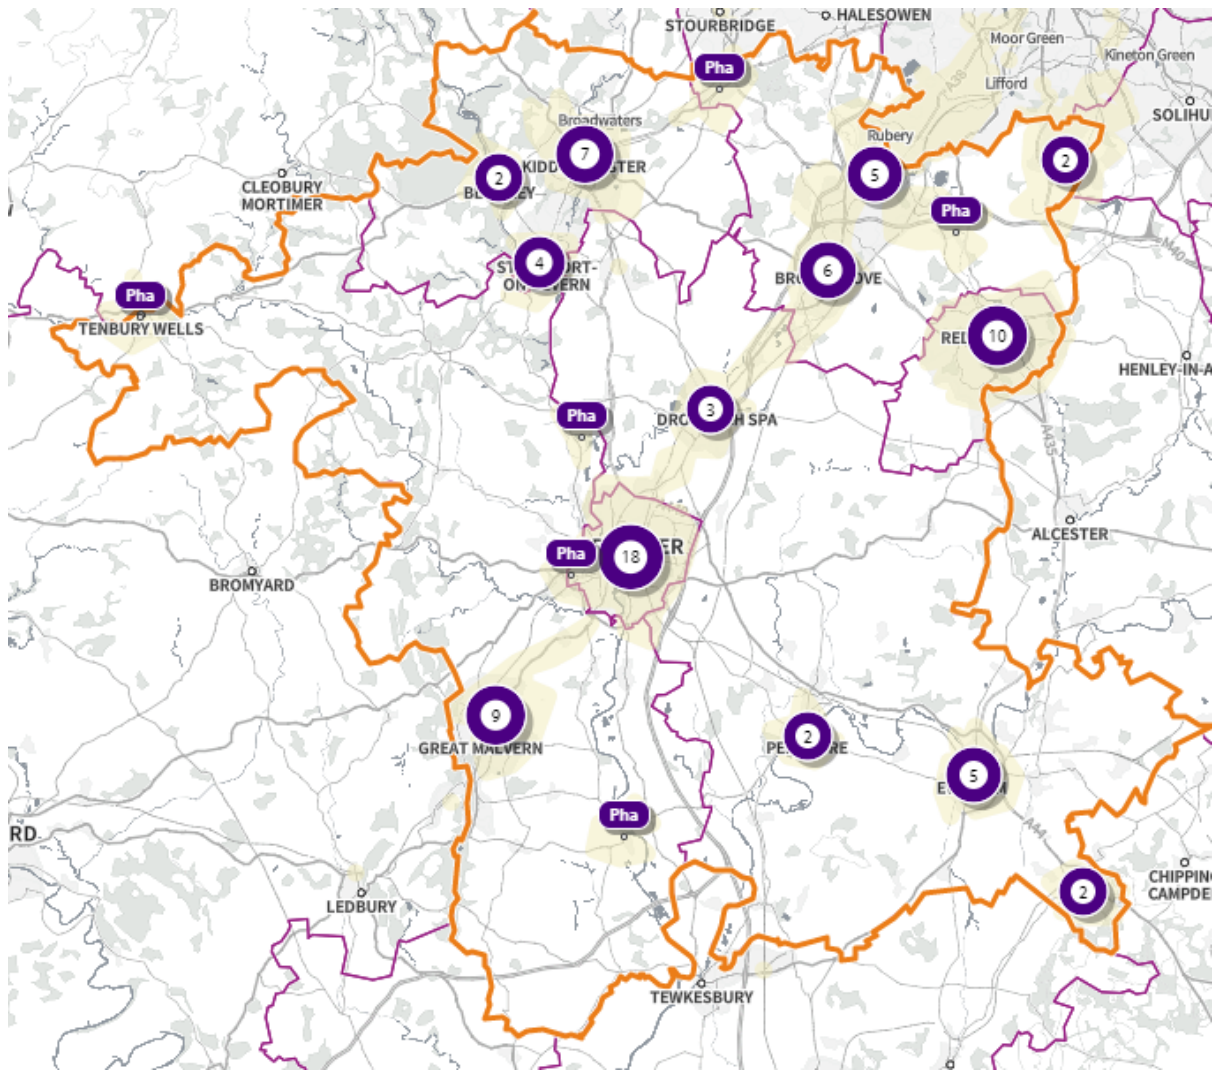 STOURBRIDGE
HALESOWEN
Moor Green
Kineton Green
Pha
A38
Lifford
SOLIHU
Broadwaters
Rubery
7
2
5
2
CLEOBURY
MORTIMER
Pha
M40
4
6
ON
Pha
TENBURY WELLS
10
HENLEY-IN-A
3
Pha
A435
ALCESTER
Pha
18
BROMYARD
9
GREAT MALVERN
2
5
Pha
A44
RD
CHIPPING
CAMPDE
2
LEDBURY
TEWKESBURY